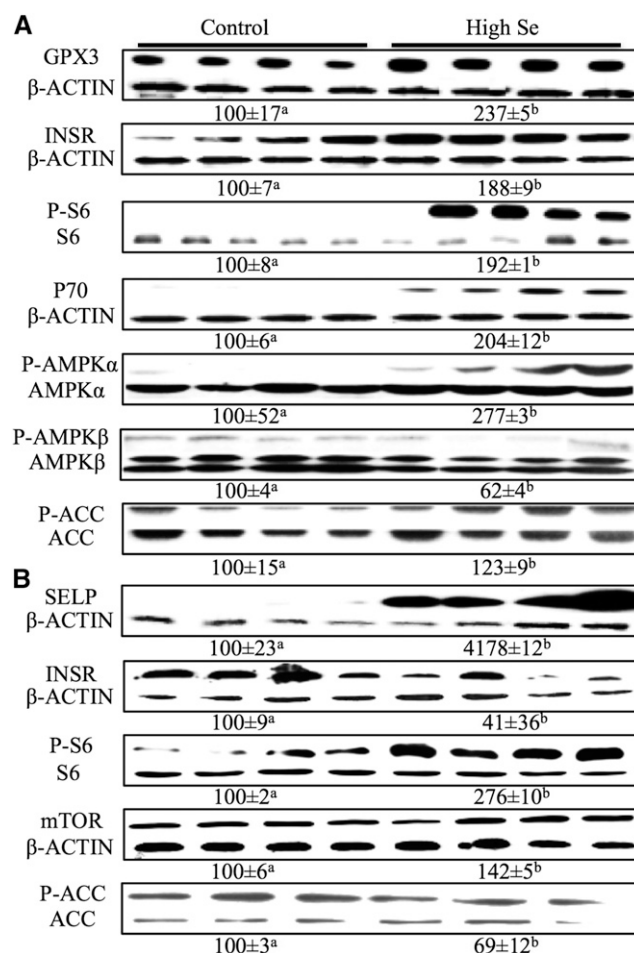 A
Control High Se
GPX3
β-ACTIN
100±17ᵃ 237±5ᵇ
INSR
β-ACTIN
100±7ᵃ 188±9ᵇ
P-S6
S6
100±8ᵃ 192±1ᵇ
P70
β-ACTIN
100±6ᵃ 204±12ᵇ
P-AMPKα
AMPKα
100±52ᵃ 277±3ᵇ
P-AMPKβ
AMPKβ
100±4ᵃ 62±4ᵇ
P-ACC
ACC
100±15ᵃ 123±9ᵇ
B
SELP
β-ACTIN
100±23ᵃ 4178±12ᵇ
INSR
β-ACTIN
100±9ᵃ 41±36ᵇ
P-S6
S6
100±2ᵃ 276±10ᵇ
mTOR
β-ACTIN
100±6ᵃ 142±5ᵇ
P-ACC
ACC
100±3ᵃ 69±12ᵇ